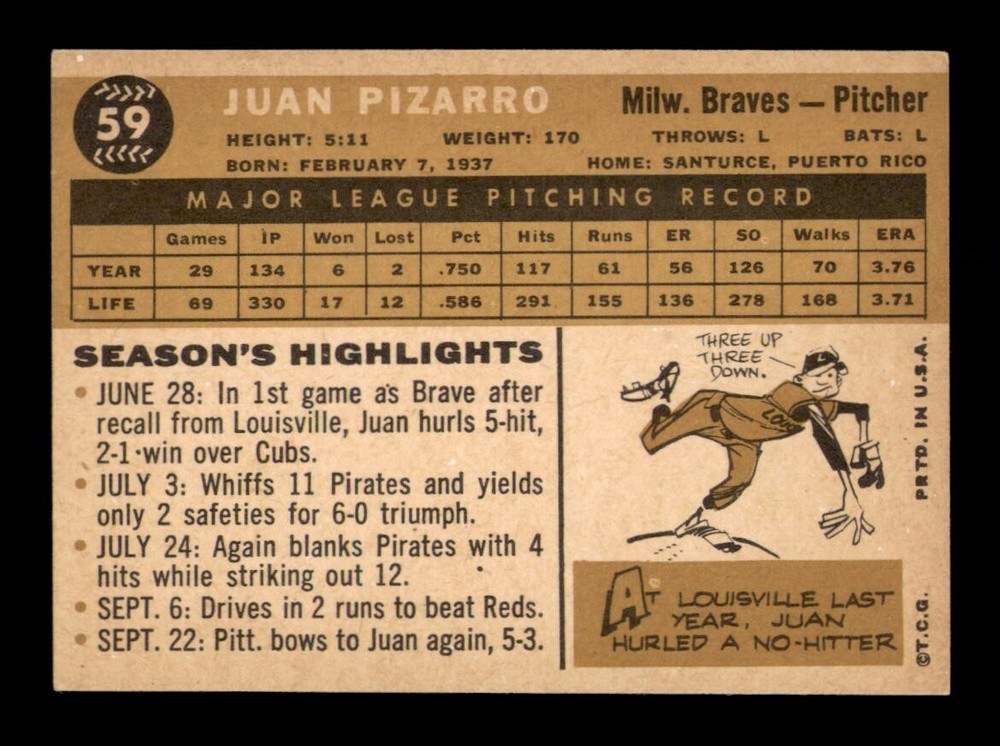 59
JUAN PIZARRO
Milw. Braves — Pitcher
HEIGHT: 5:11 WEIGHT: 170 THROWS: L BATS: L
BORN: FEBRUARY 7, 1937 HOME: SANTURCE, PUERTO RICO
MAJOR LEAGUE PITCHING RECORD
Games IP Won Lost Pct Hits Runs ER SO Walks ERA
YEAR 29 134 6 2 .750 117 61 56 126 70 3.76
LIFE 69 330 17 12 .586 291 155 136 278 168 3.71
SEASON'S HIGHLIGHTS
• JUNE 28: In 1st game as Brave after
recall from Louisville, Juan hurls 5-hit,
2-1 win over Cubs.
• JULY 3: Whiffs 11 Pirates and yields
only 2 safeties for 6-0 triumph.
• JULY 24: Again blanks Pirates with 4
hits while striking out 12.
• SEPT. 6: Drives in 2 runs to beat Reds.
• SEPT. 22: Pitt. bows to Juan again, 5-3.
THREE UP
THREE
DOWN.
L
LOUI
AT LOUISVILLE LAST
YEAR, JUAN
HURLED A NO-HITTER
©T.C.G. PRTD. IN U.S.A.